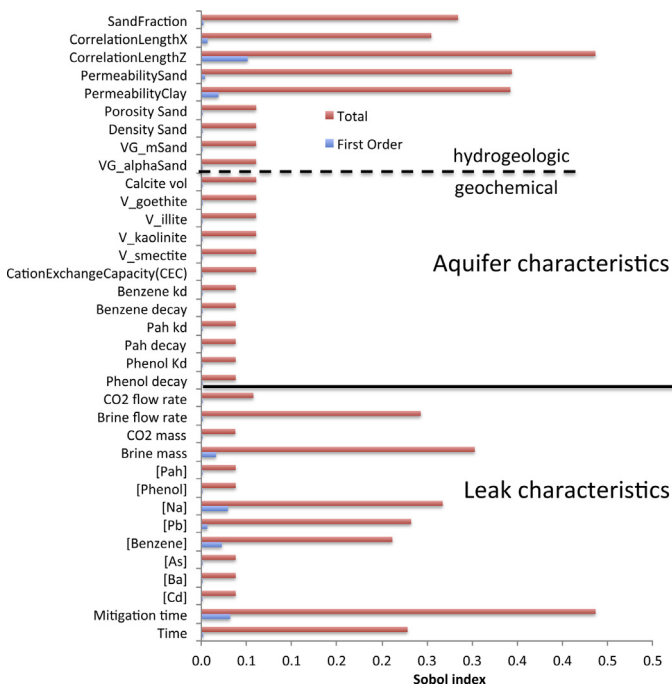 SandFraction
CorrelationLengthX
CorrelationLengthZ
PermeabilitySand
PermeabilityClay
Porosity Sand
Density Sand
VG_mSand
VG_alphaSand
Calcite vol
V_goethite
V_illite
V_kaolinite
V_smectite
CationExchangeCapacity(CEC)
Benzene kd
Benzene decay
Pah kd
Pah decay
Phenol Kd
Phenol decay
CO2 flow rate
Brine flow rate
CO2 mass
Brine mass
[Pah]
[Phenol]
[Na]
[Pb]
[Benzene]
[As]
[Ba]
[Cd]
Mitigation time
Time
Total
First Order
hydrogeologic
geochemical
Aquifer characteristics
Leak characteristics
0.0 0.1 0.1 0.2 0.2 0.3 0.3 0.4 0.4 0.5 0.5
Sobol index